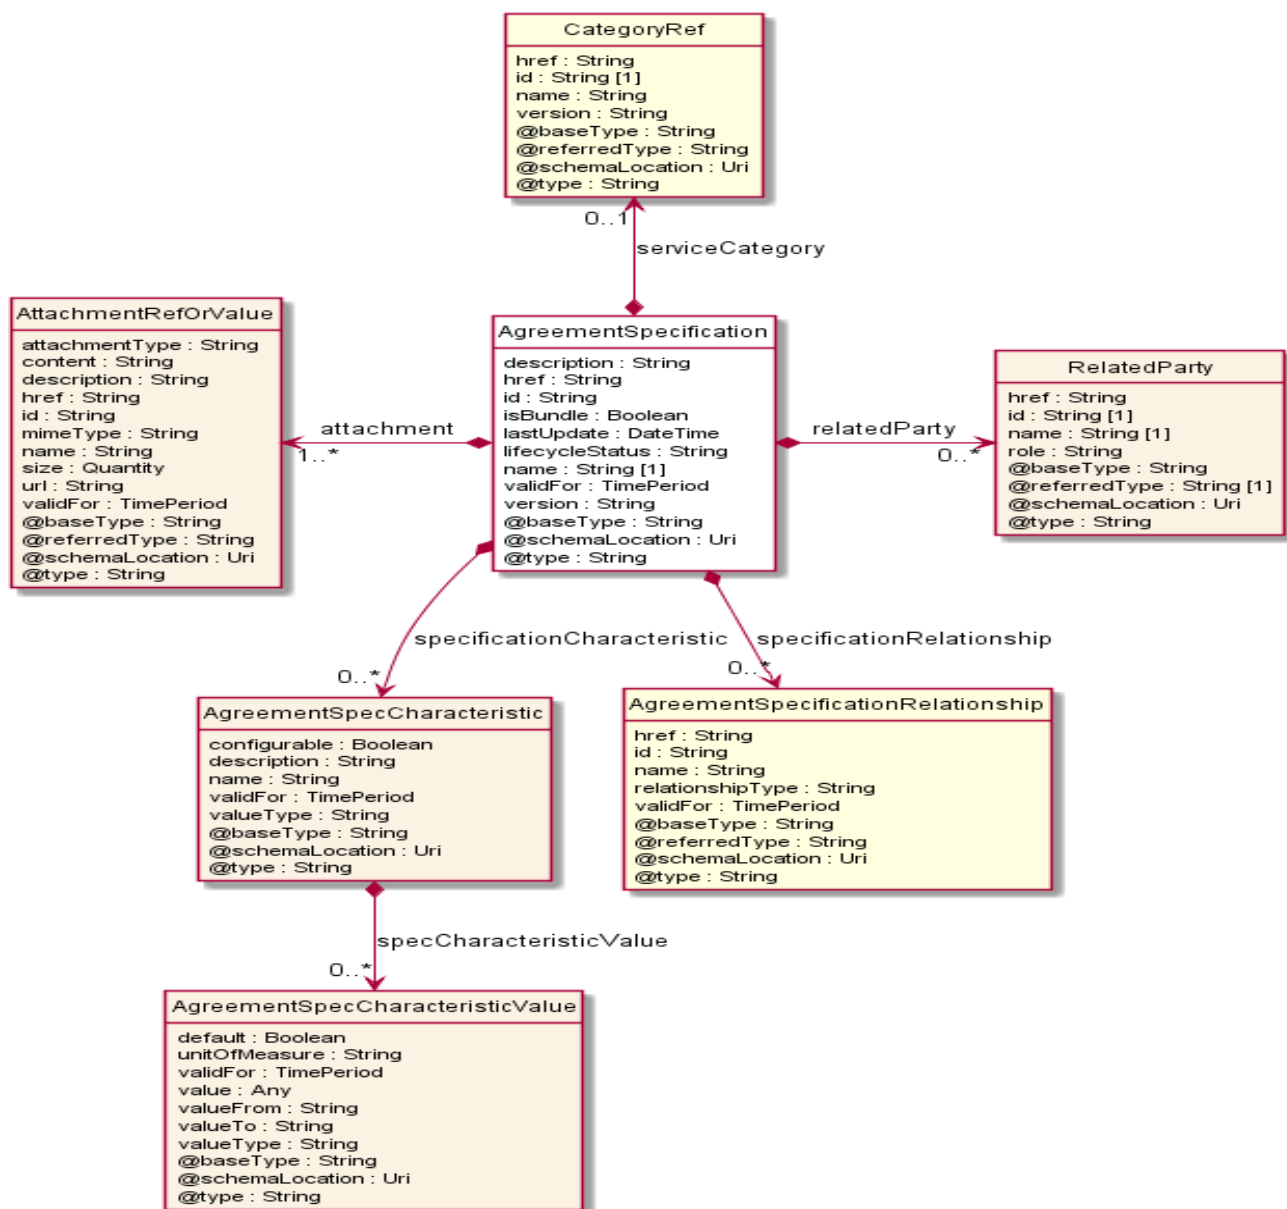 CategoryRef
href : String
id : String [1]
name : String
version : String
@baseType : String
@referredType : String
@schemaLocation : Uri
@type : String
0..1
serviceCategory
AttachmentRefOrValue
attachmentType : String
content : String
description : String
href : String
id : String
mimeType : String
name : String
size : Quantity
url : String
validFor : TimePeriod
@baseType : String
@referredType : String
@schemaLocation : Uri
@type : String
attachment
1..*
AgreementSpecification
description : String
href : String
id : String
isBundle : Boolean
lastUpdate : DateTime
lifecycleStatus : String
name : String [1]
validFor : TimePeriod
version : String
@baseType : String
@schemaLocation : Uri
@type : String
relatedParty
0..*
RelatedParty
href : String
id : String [1]
name : String [1]
role : String
@baseType : String
@referredType : String [1]
@schemaLocation : Uri
@type : String
specificationCharacteristic
0..*
specificationRelationship
0..*
AgreementSpecCharacteristic
configurable : Boolean
description : String
name : String
validFor : TimePeriod
valueType : String
@baseType : String
@schemaLocation : Uri
@type : String
AgreementSpecificationRelationship
href : String
id : String
name : String
relationshipType : String
validFor : TimePeriod
@baseType : String
@referredType : String
@schemaLocation : Uri
@type : String
specCharacteristicValue
0..*
AgreementSpecCharacteristicValue
default : Boolean
unitOfMeasure : String
validFor : TimePeriod
value : Any
valueFrom : String
valueTo : String
valueType : String
@baseType : String
@schemaLocation : Uri
@type : String